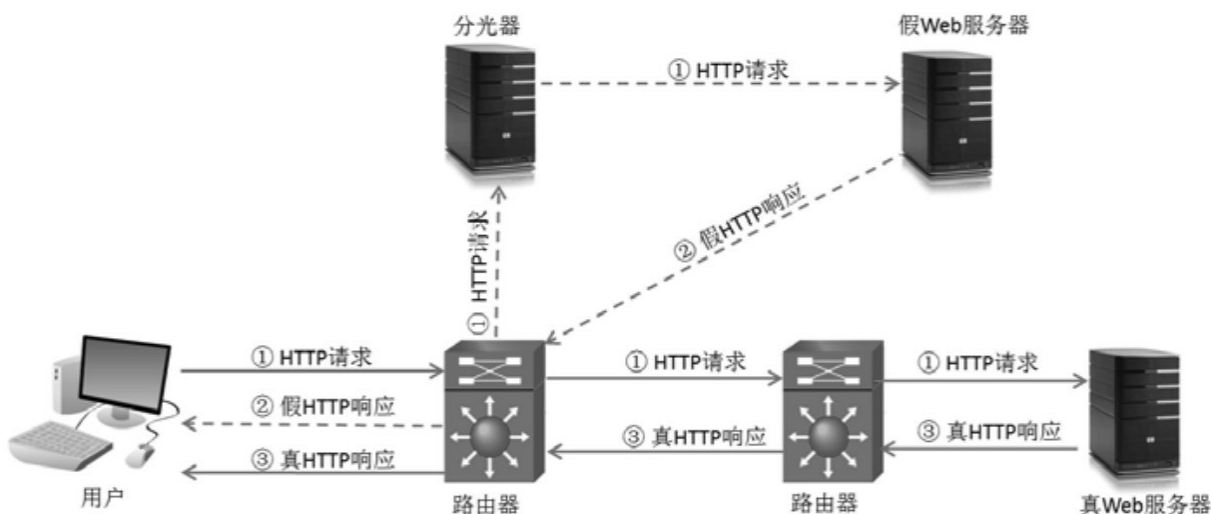 分光器
假Web服务器
① HTTP请求
① HTTP请求
② 假HTTP响应
① HTTP请求
① HTTP请求
① HTTP请求
② 假HTTP响应
③ 真HTTP响应
③ 真HTTP响应
③ 真HTTP响应
用户
路由器
路由器
真Web服务器